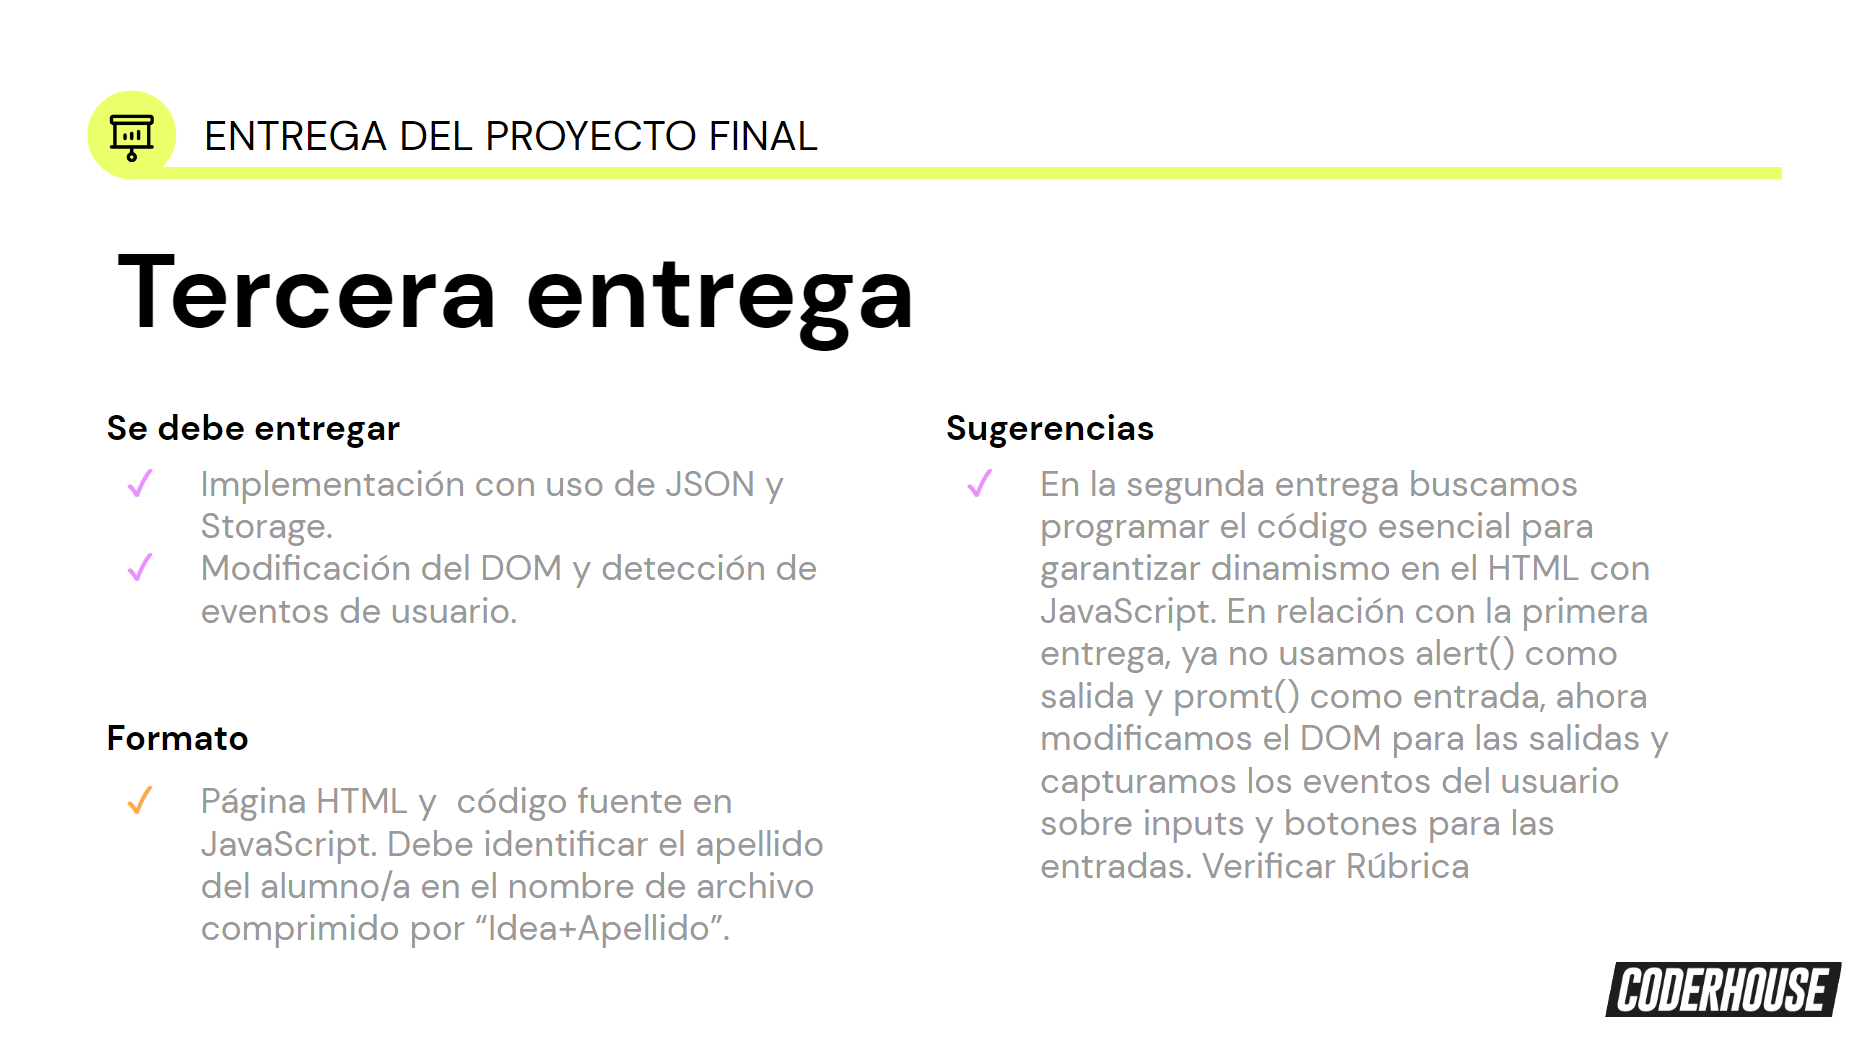 ENTREGA DEL PROYECTO FINAL
Tercera entrega
Se debe entregar
✓ Implementación con uso de JSON y
Storage.
✓ Modificación del DOM y detección de
eventos de usuario.
Formato
✓ Página HTML y  código fuente en
JavaScript. Debe identificar el apellido
del alumno/a en el nombre de archivo
comprimido por “Idea+Apellido”.
Sugerencias
✓ En la segunda entrega buscamos
programar el código esencial para
garantizar dinamismo en el HTML con
JavaScript. En relación con la primera
entrega, ya no usamos alert() como
salida y promt() como entrada, ahora
modificamos el DOM para las salidas y
capturamos los eventos del usuario
sobre inputs y botones para las
entradas. Verificar Rúbrica
CODERHOUSE